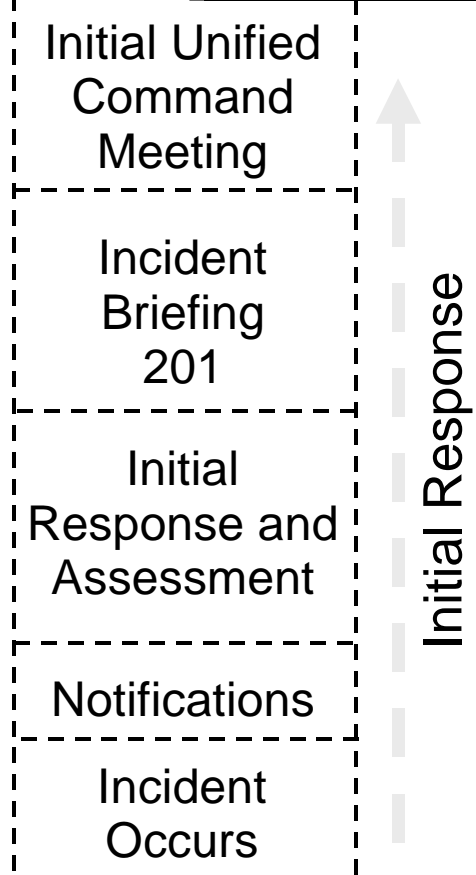 Initial Unified
Command
Meeting
Incident
Briefing
201
Initial
Response and
Assessment
Notifications
Incident
Occurs
Initial Response